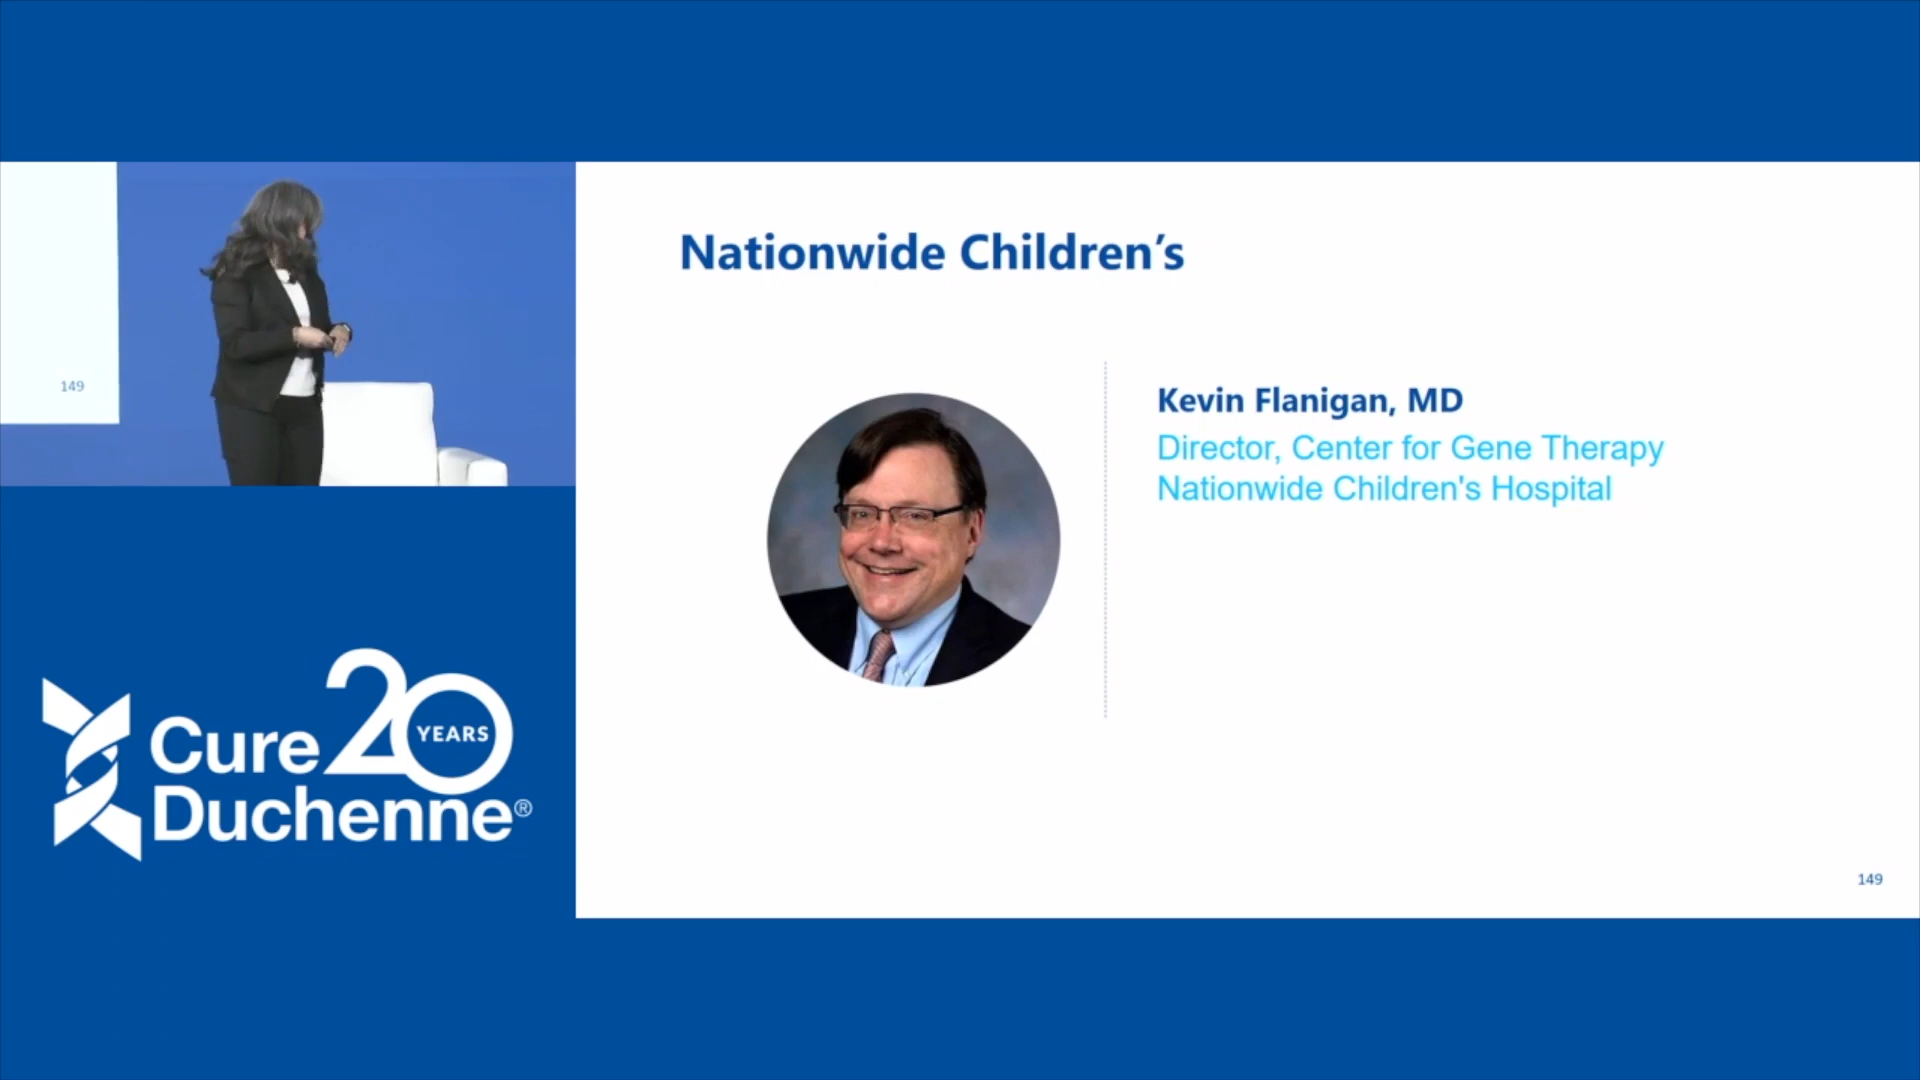 Nationwide Children’s
Kevin Flanigan, MD
Director, Center for Gene Therapy
Nationwide Children's Hospital
149
149
Cure 20 YEARS
Duchenne®